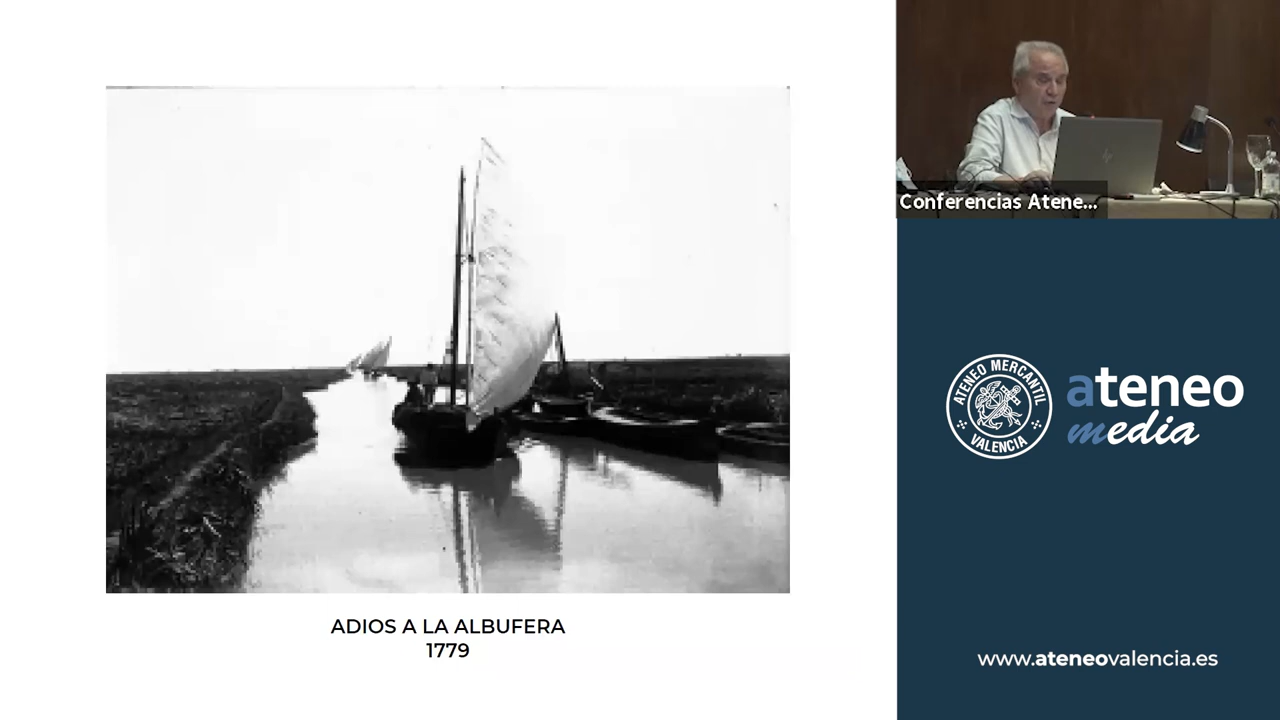 Conferencias Atene...
ATENEO MERCANTIL
VALENCIA
ateneo
media
ADIOS A LA ALBUFERA
1779
www.ateneovalencia.es